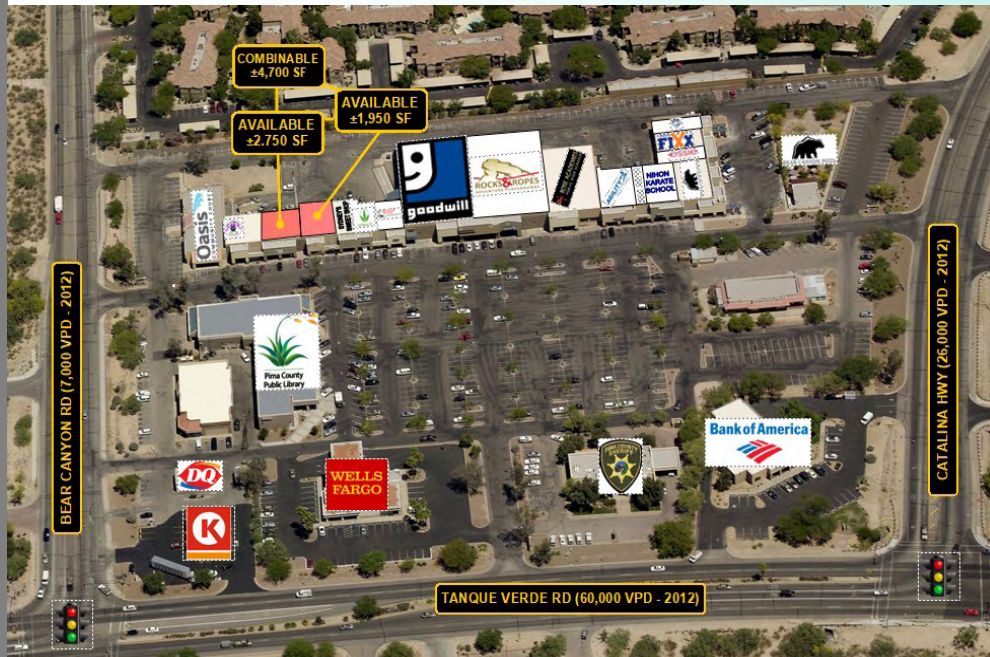 COMBINABLE
±4,700 SF
AVAILABLE
±1,950 SF
AVAILABLE
±2.750 SF
goodwill
ROCKS&ROPES
FIXX
NIHON
KARATE
SCHOOL
Oasis
Pima County
Public Library
DQ
K
WELLS
FARGO
SHERIFF
Bank of America
BEAR CANYON RD (7,000 VPD - 2012)
CATALINA HWY (26,000 VPD - 2012)
TANQUE VERDE RD (60,000 VPD - 2012)